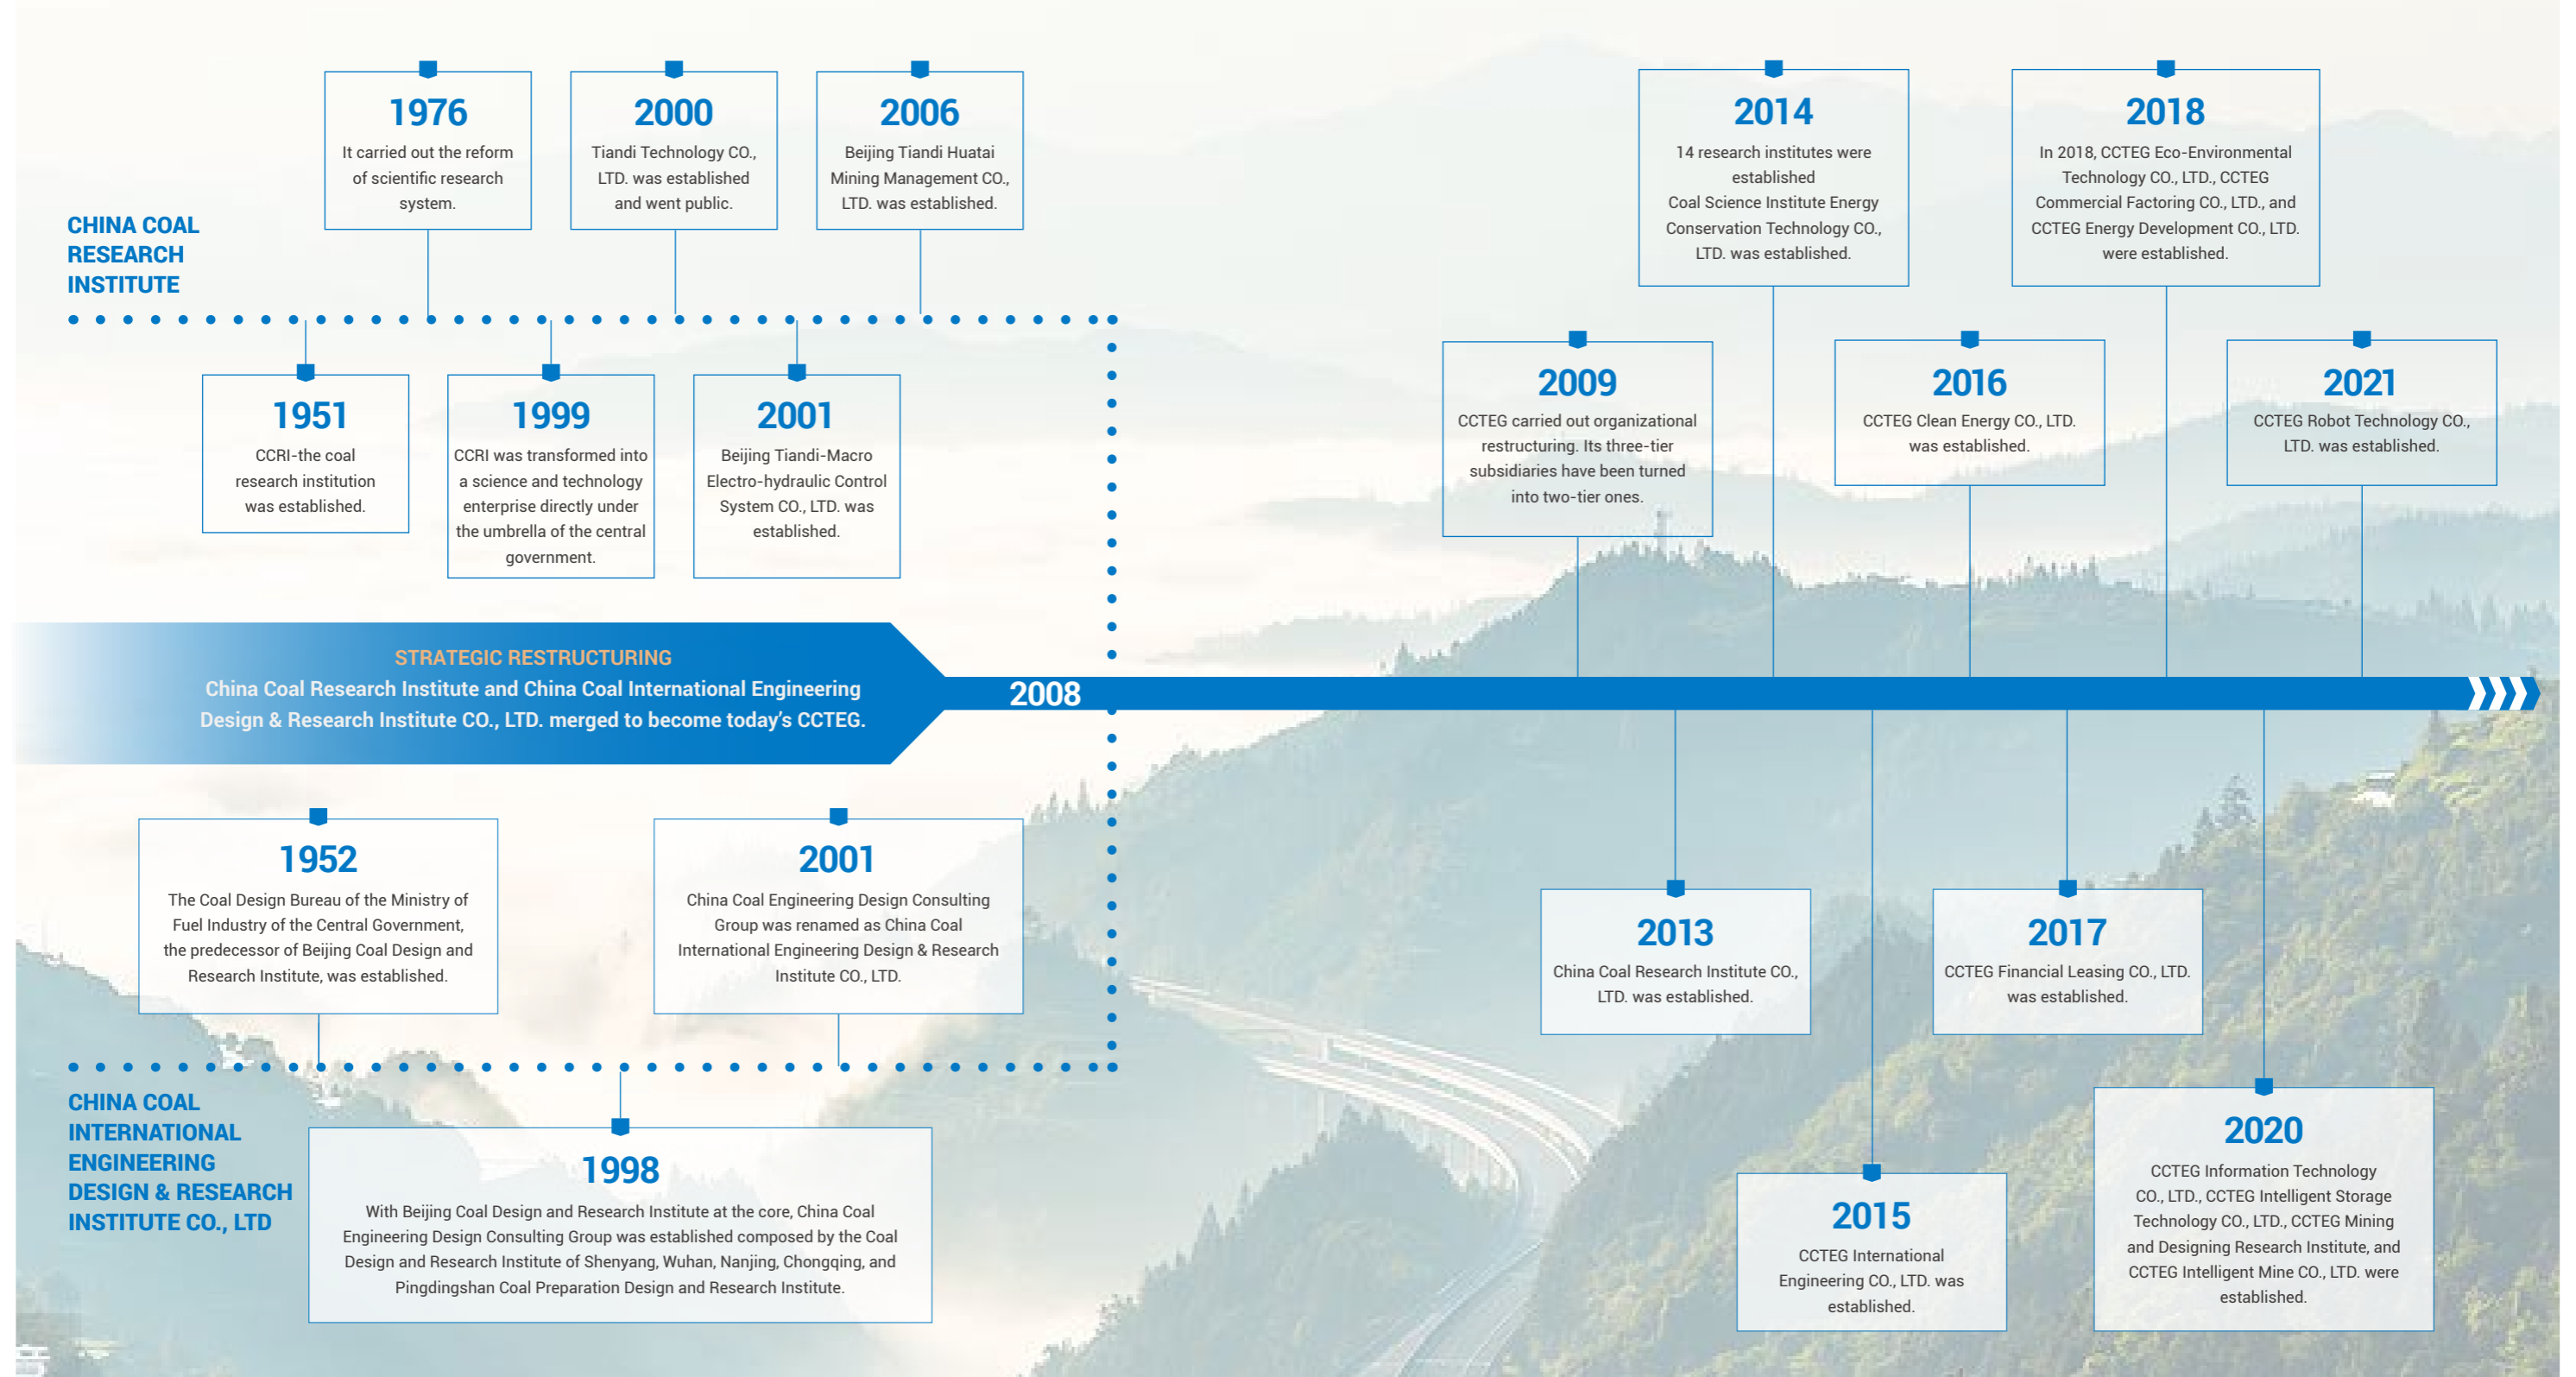 CHINA COAL
RESEARCH
INSTITUTE
1976
It carried out the reform
of scientific research
system.
2000
Tiandi Technology CO.,
LTD. was established
and went public.
2006
Beijing Tiandi Huatai
Mining Management CO.,
LTD. was established.
1951
CCRI-the coal
research institution
was established.
1999
CCRI was transformed into
a science and technology
enterprise directly under
the umbrella of the central
government.
2001
Beijing Tiandi-Macro
Electro-hydraulic Control
System CO., LTD. was
established.
STRATEGIC RESTRUCTURING
China Coal Research Institute and China Coal International Engineering
Design & Research Institute CO., LTD. merged to become today's CCTEG.
2008
1952
The Coal Design Bureau of the Ministry of
Fuel Industry of the Central Government,
the predecessor of Beijing Coal Design and
Research Institute, was established.
2001
China Coal Engineering Design Consulting
Group was renamed as China Coal
International Engineering Design & Research
Institute CO., LTD.
CHINA COAL
INTERNATIONAL
ENGINEERING
DESIGN & RESEARCH
INSTITUTE CO., LTD
1998
With Beijing Coal Design and Research Institute at the core, China Coal
Engineering Design Consulting Group was established composed by the Coal
Design and Research Institute of Shenyang, Wuhan, Nanjing, Chongqing, and
Pingdingshan Coal Preparation Design and Research Institute.
2009
CCTEG carried out organizational
restructuring. Its three-tier
subsidiaries have been turned
into two-tier ones.
2014
14 research institutes were
established
Coal Science Institute Energy
Conservation Technology CO.,
LTD. was established.
2016
CCTEG Clean Energy CO., LTD.
was established.
2018
In 2018, CCTEG Eco-Environmental
Technology CO., LTD., CCTEG
Commercial Factoring CO., LTD., and
CCTEG Energy Development CO., LTD.
were established.
2021
CCTEG Robot Technology CO.,
LTD. was established.
2013
China Coal Research Institute CO.,
LTD. was established.
2015
CCTEG International
Engineering CO., LTD. was
established.
2017
CCTEG Financial Leasing CO., LTD.
was established.
2020
CCTEG Information Technology
CO., LTD., CCTEG Intelligent Storage
Technology CO., LTD., CCTEG Mining
and Designing Research Institute, and
CCTEG Intelligent Mine CO., LTD. were
established.